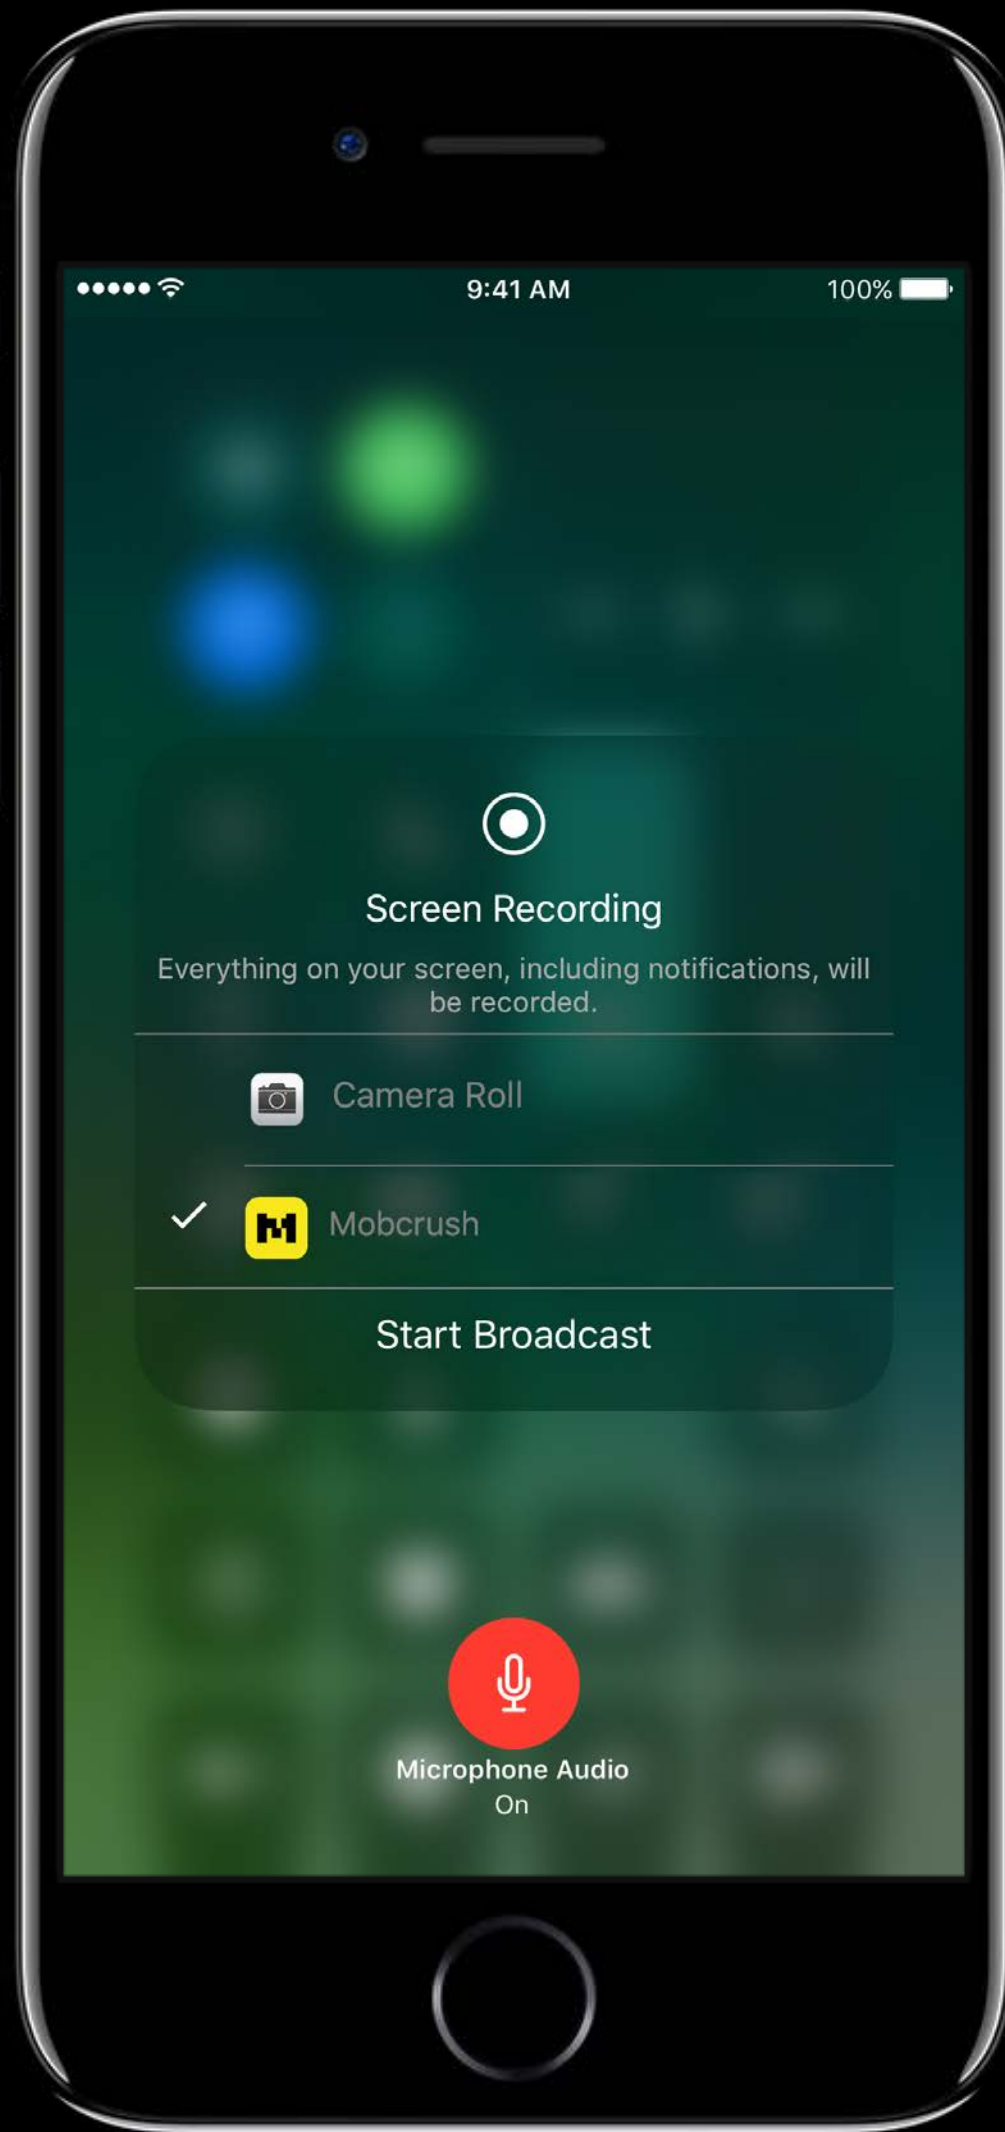 9:41 AM
100%
Screen Recording
Everything on your screen, including notifications, will
be recorded.
Camera Roll
M Mobcrush
Start Broadcast
Microphone Audio
On